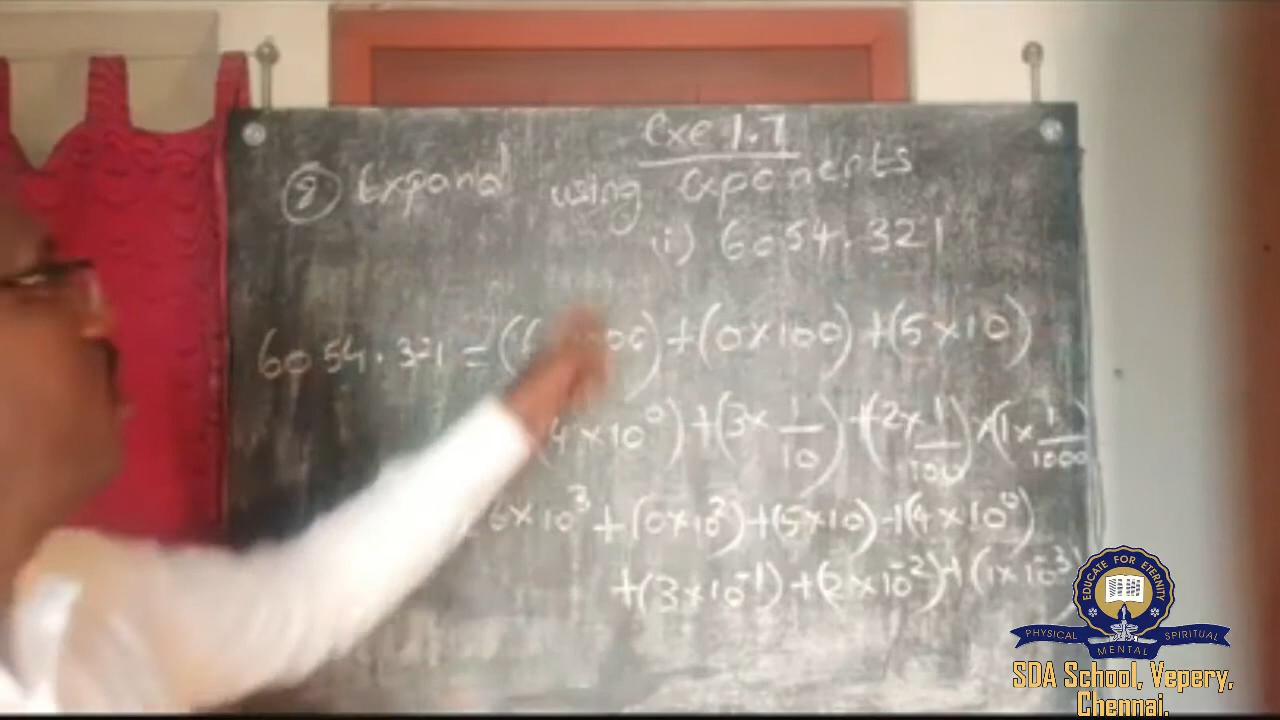 Exe 1.7
② Expand using exponents
(i) 6054.321
6054.321 = (6 00) + (0×100) + (5×10)
(4×10⁰) + (3×1/10) + (2×1/100) × (1×1/1000)
6×10³ + (0×10²) + (5×10) + (4×10⁰)
+ (3×10⁻¹) + (2×10⁻²) + (1×10⁻³)
EDUCATE FOR ETERNITY
PHYSICAL MENTAL SPIRITUAL
SDA School, Vepery,
Chennai.